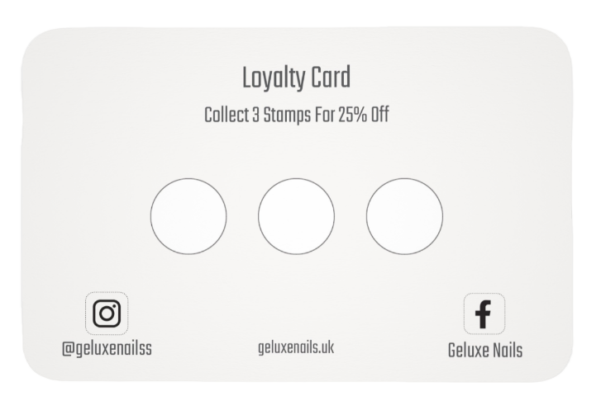 Loyalty Card
Collect 3 Stamps For 25% Off
@geluxenailss
geluxenails.uk
Geluxe Nails